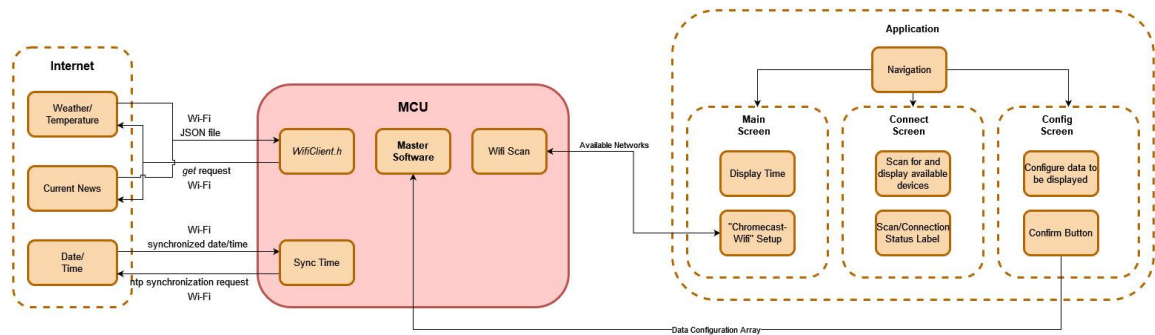 Internet
Weather/
Temperature
Current News
Date/
Time
Wi-Fi
JSON file
get request
Wi-Fi
Wi-Fi
synchronized date/time
ntp synchronization request
Wi-Fi
MCU
WifiClient.h
Master
Software
Wifi Scan
Sync Time
Available Networks
Data Configuration Array
Application
Navigation
Main
Screen
Display Time
"Chromecast-
Wifi" Setup
Connect
Screen
Scan for and
display available
devices
Scan/Connection
Status Label
Config
Screen
Configure data to
be displayed
Confirm Button